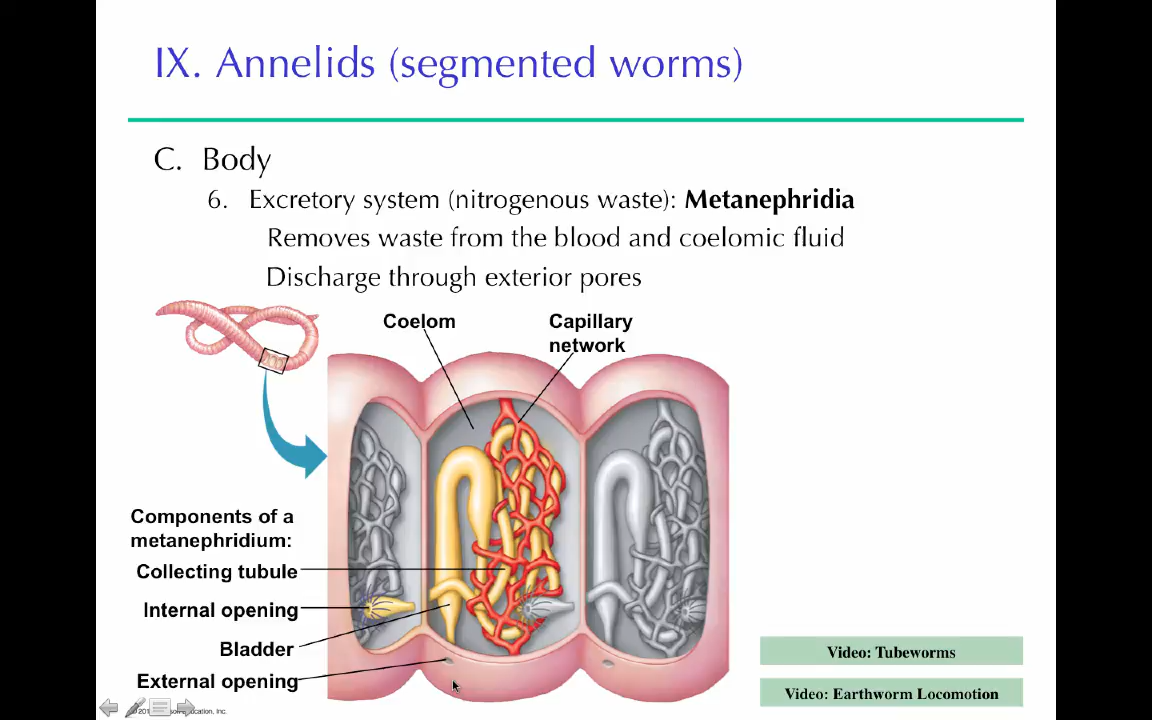 IX. Annelids (segmented worms)
C. Body
6. Excretory system (nitrogenous waste): Metanephridia
Removes waste from the blood and coelomic fluid
Discharge through exterior pores
Coelom
Capillary
network
Components of a
metanephridium:
Collecting tubule
Internal opening
Bladder
External opening
Video: Tubeworms
Video: Earthworm Locomotion
Inc.